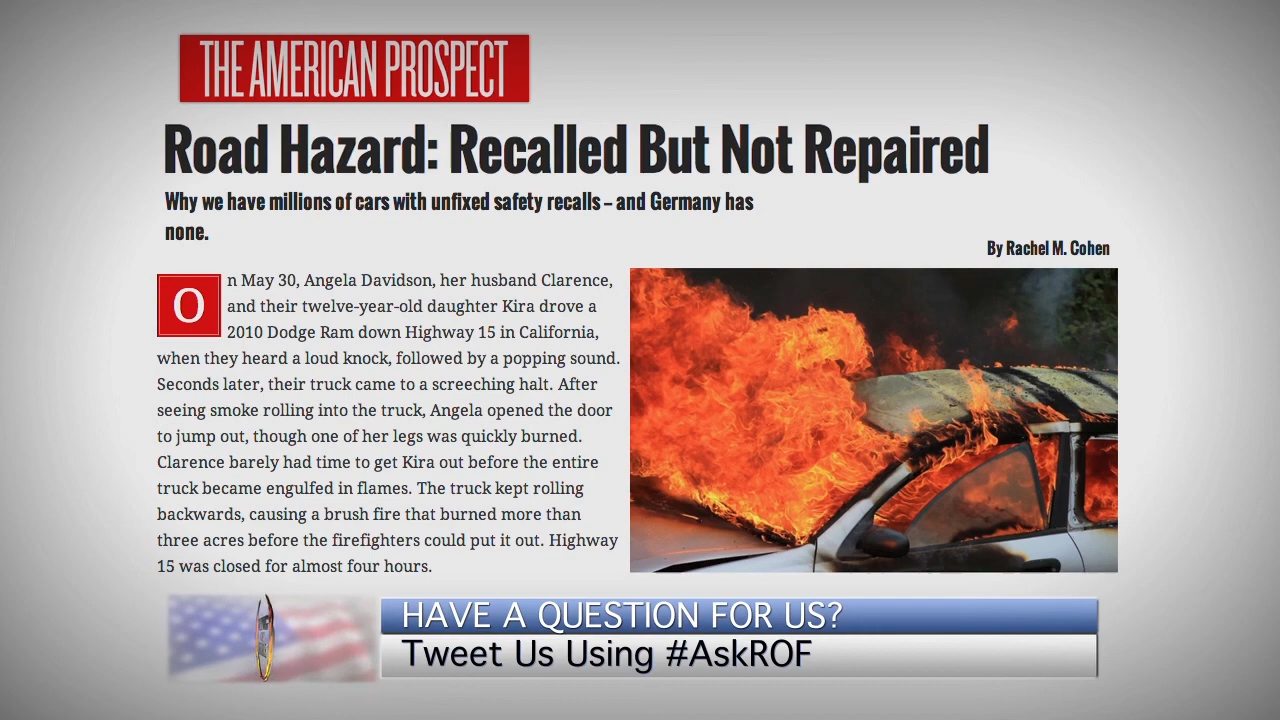 THE AMERICAN PROSPECT
Road Hazard: Recalled But Not Repaired
Why we have millions of cars with unfixed safety recalls – and Germany has
none.
By Rachel M. Cohen
On May 30, Angela Davidson, her husband Clarence,
and their twelve-year-old daughter Kira drove a
2010 Dodge Ram down Highway 15 in California,
when they heard a loud knock, followed by a popping sound.
Seconds later, their truck came to a screeching halt. After
seeing smoke rolling into the truck, Angela opened the door
to jump out, though one of her legs was quickly burned.
Clarence barely had time to get Kira out before the entire
truck became engulfed in flames. The truck kept rolling
backwards, causing a brush fire that burned more than
three acres before the firefighters could put it out. Highway
15 was closed for almost four hours.
HAVE A QUESTION FOR US?
Tweet Us Using #AskROF